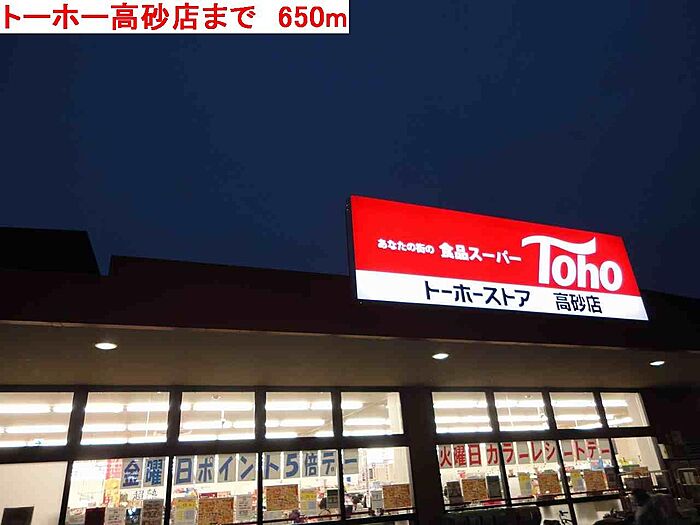 トーホー高砂店まで 650m
あなたの街の 食品スーパー Toho
トーホーストア 高砂店
金曜日ポイント5倍デー
火曜日カラーレシートデー